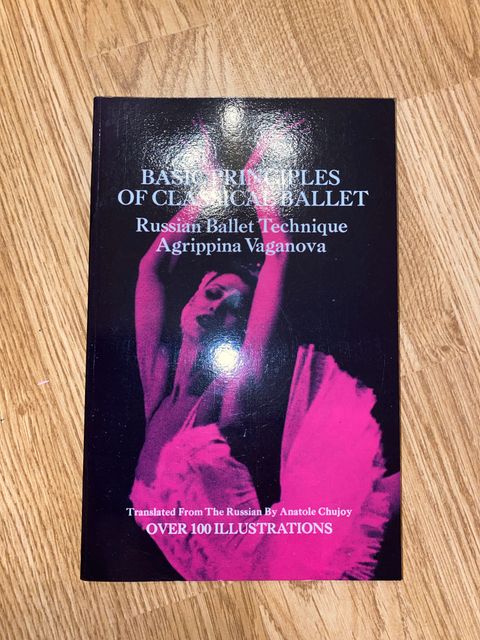 BASIC PRINCIPLES
OF CLASSICAL BALLET
Russian Ballet Technique
Agrippina Vaganova
Translated From The Russian By Anatole Chujoy
OVER 100 ILLUSTRATIONS